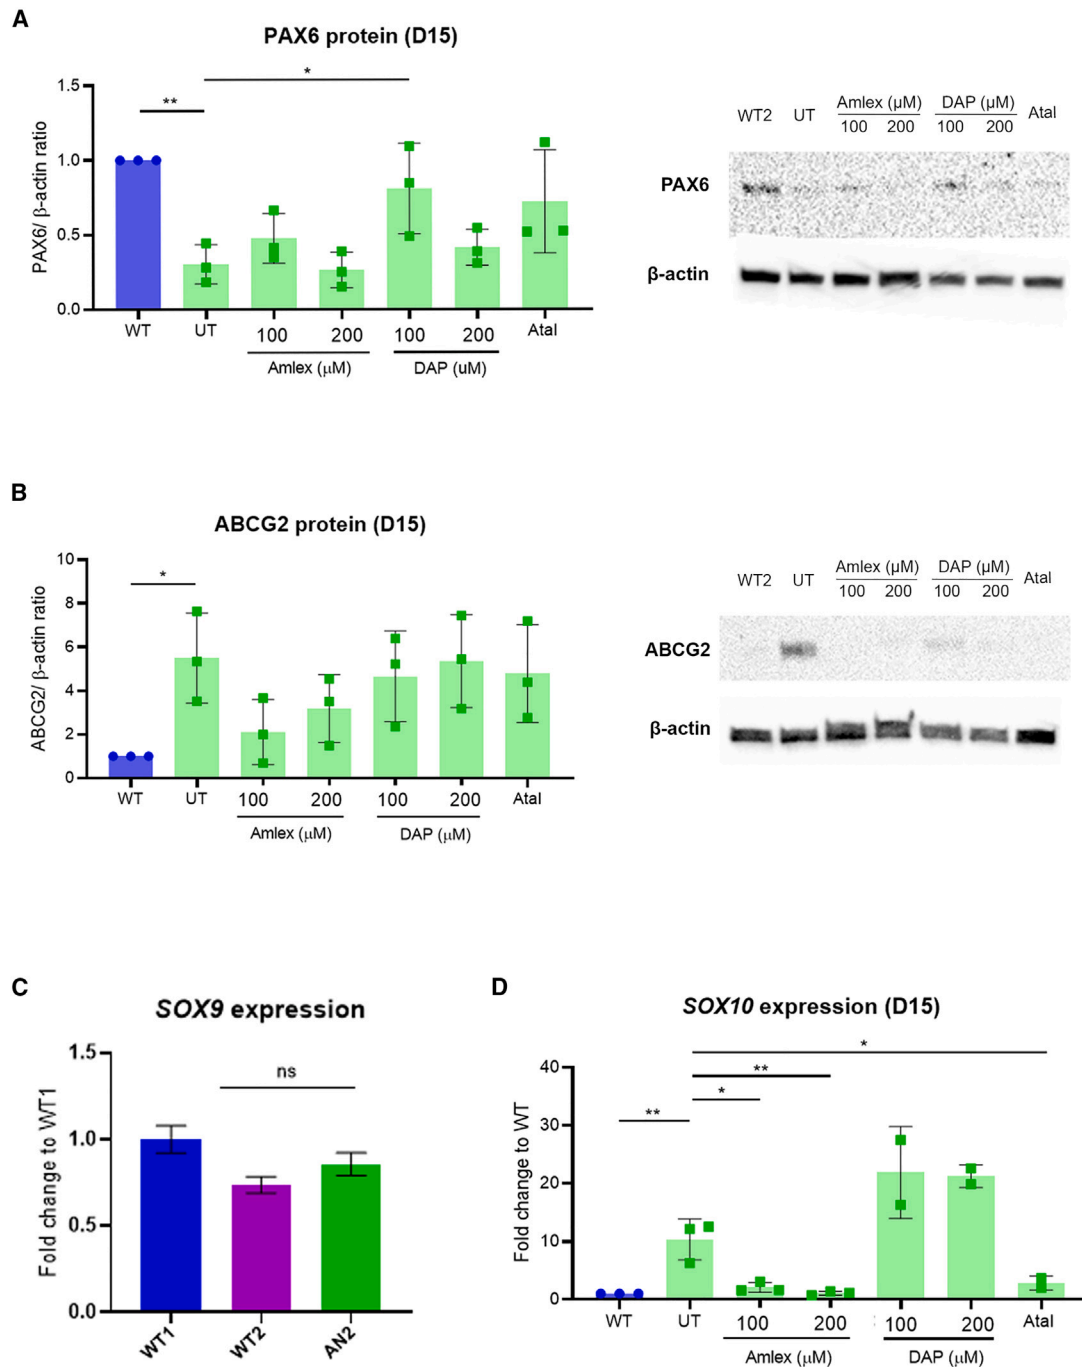 A
PAX6 protein (D15)
PAX6/ β-actin ratio
1.5
1.0
0.5
0.0
**
*
WT
UT
100
200
100
200
Atal
Amlex (μM)
DAP (uM)
WT2
UT
Amlex (μM)
100
200
DAP (μM)
100
200
Atal
PAX6
β-actin
B
ABCG2 protein (D15)
ABCG2/ β-actin ratio
10
8
6
4
2
0
*
WT
UT
100
200
100
200
Atal
Amlex (μM)
DAP (μM)
WT2
UT
Amlex (μM)
100
200
DAP (μM)
100
200
Atal
ABCG2
β-actin
C
SOX9 expression
Fold change to WT1
1.5
1.0
0.5
0.0
ns
WT1
WT2
AN2
D
SOX10 expression (D15)
Fold change to WT
40
30
20
10
0
*
**
*
**
WT
UT
100
200
100
200
Atal
Amlex (μM)
DAP (μM)